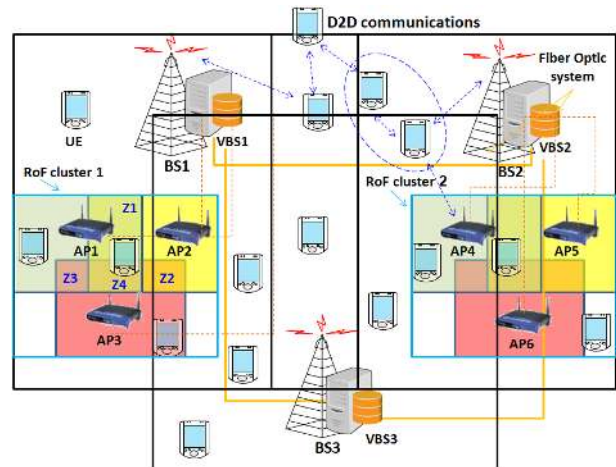 D2D communications
Fiber Optic
system
UE
BS1
VBS1
BS2
VBS2
RoF cluster 1
RoF cluster 2
Z1
AP1
AP2
AP4
AP5
Z3
Z4
Z2
AP3
AP6
BS3
VBS3